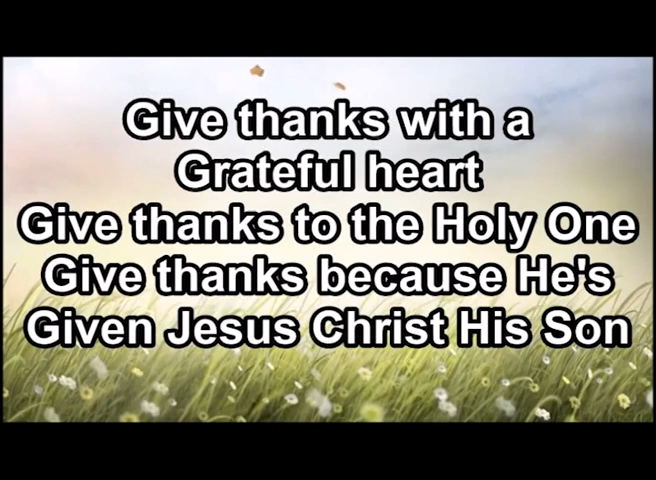 Give thanks with a
Grateful heart
Give thanks to the Holy One
Give thanks because He's
Given Jesus Christ His Son